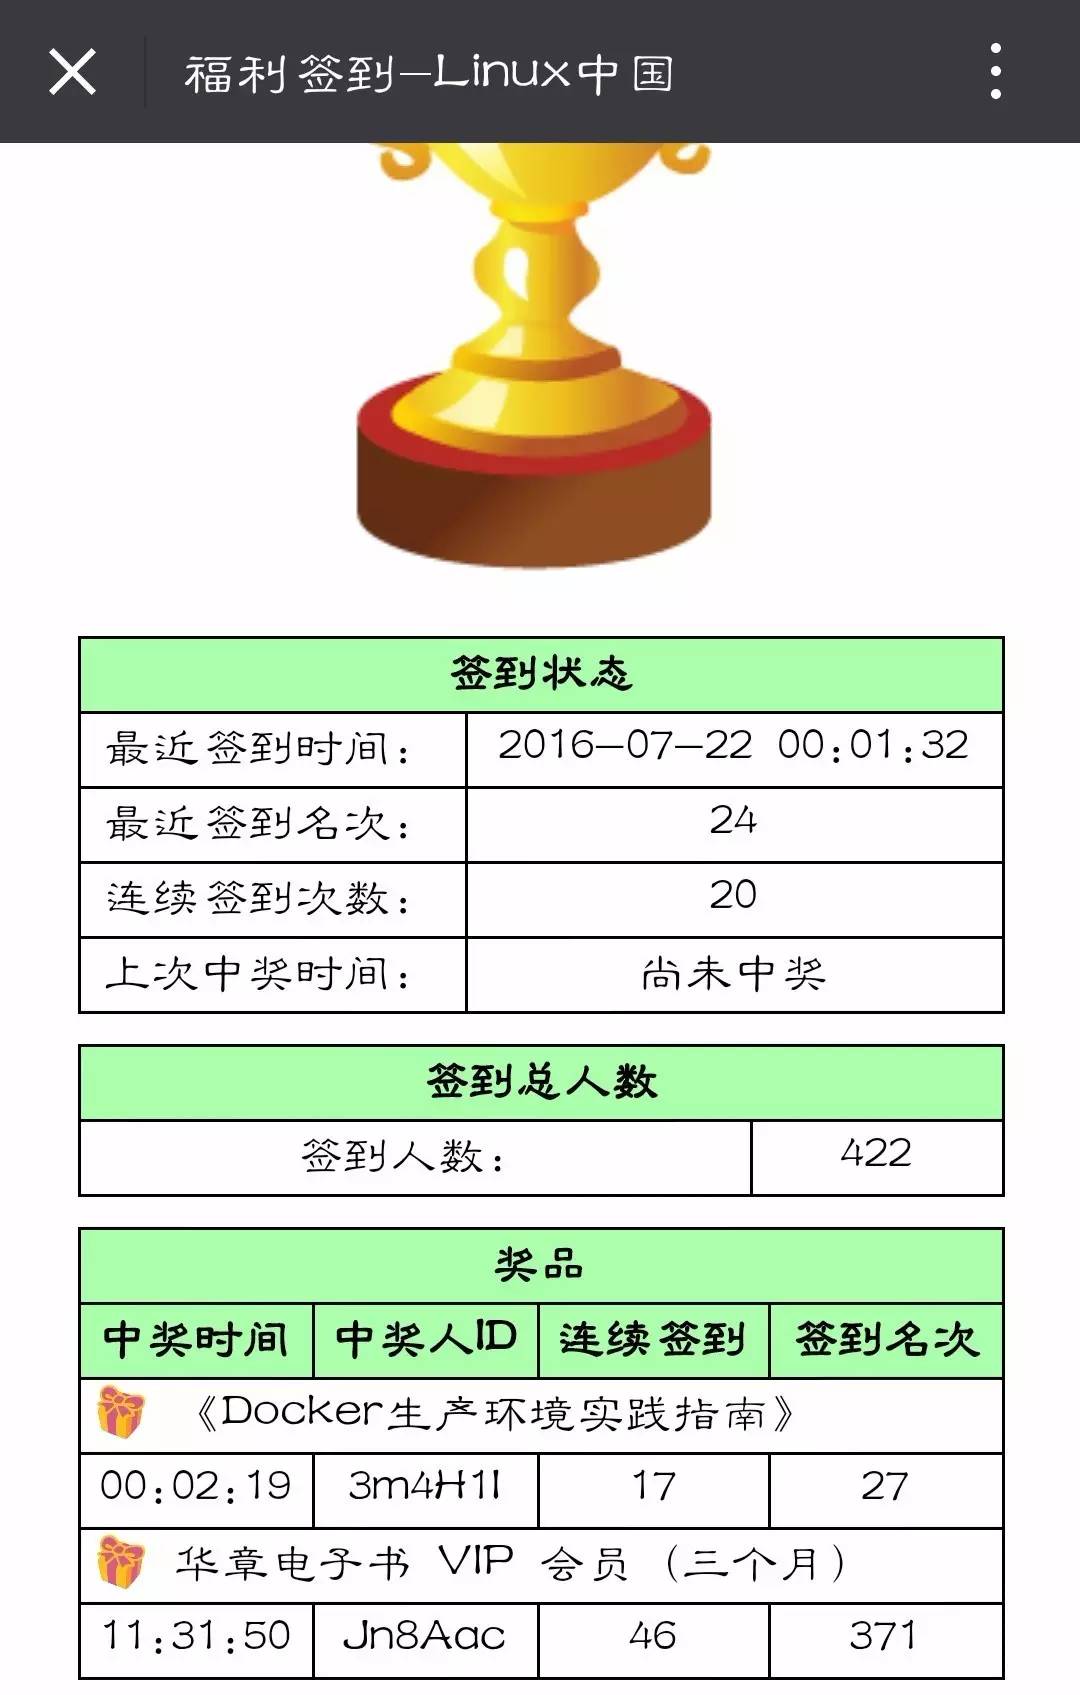 福利签到-Linux中国
签到状态
最近签到时间： 2016-07-22 00:01:32
最近签到名次： 24
连续签到次数： 20
上次中奖时间： 尚未中奖
签到总人数
签到人数： 422
奖品
中奖时间 中奖人ID 连续签到 签到名次
《Docker生产环境实践指南》
00:02:19 3m4H1I 17 27
华章电子书 VIP 会员（三个月）
11:31:50 Jn8Aac 46 371